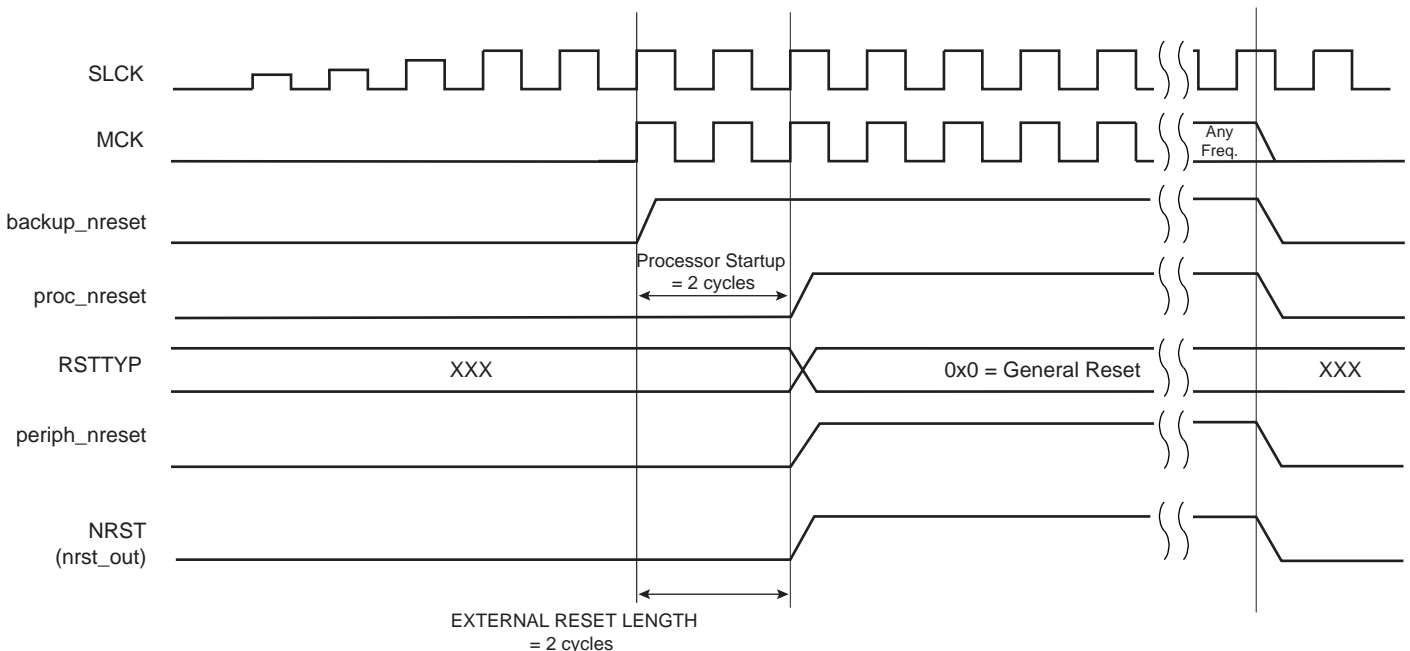 SLCK
MCK
Any
Freq.
backup_nreset
Processor Startup
= 2 cycles
proc_nreset
RSTTYP
XXX
0x0 = General Reset
XXX
periph_nreset
NRST
(nrst_out)
EXTERNAL RESET LENGTH
= 2 cycles